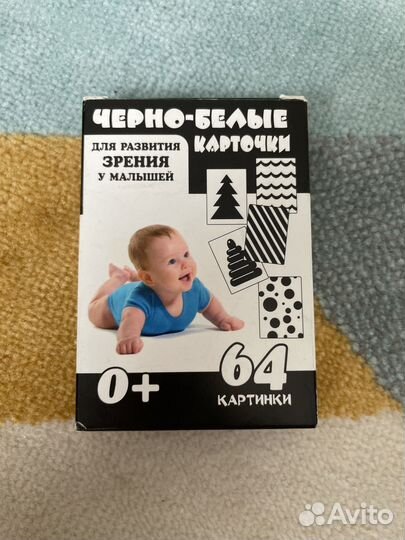 ЧЕРНО-БЕЛЫЕ
КАРТОЧКИ
ДЛЯ РАЗВИТИЯ
ЗРЕНИЯ
У МАЛЫШЕЙ
0+
64
КАРТИНКИ
Avito